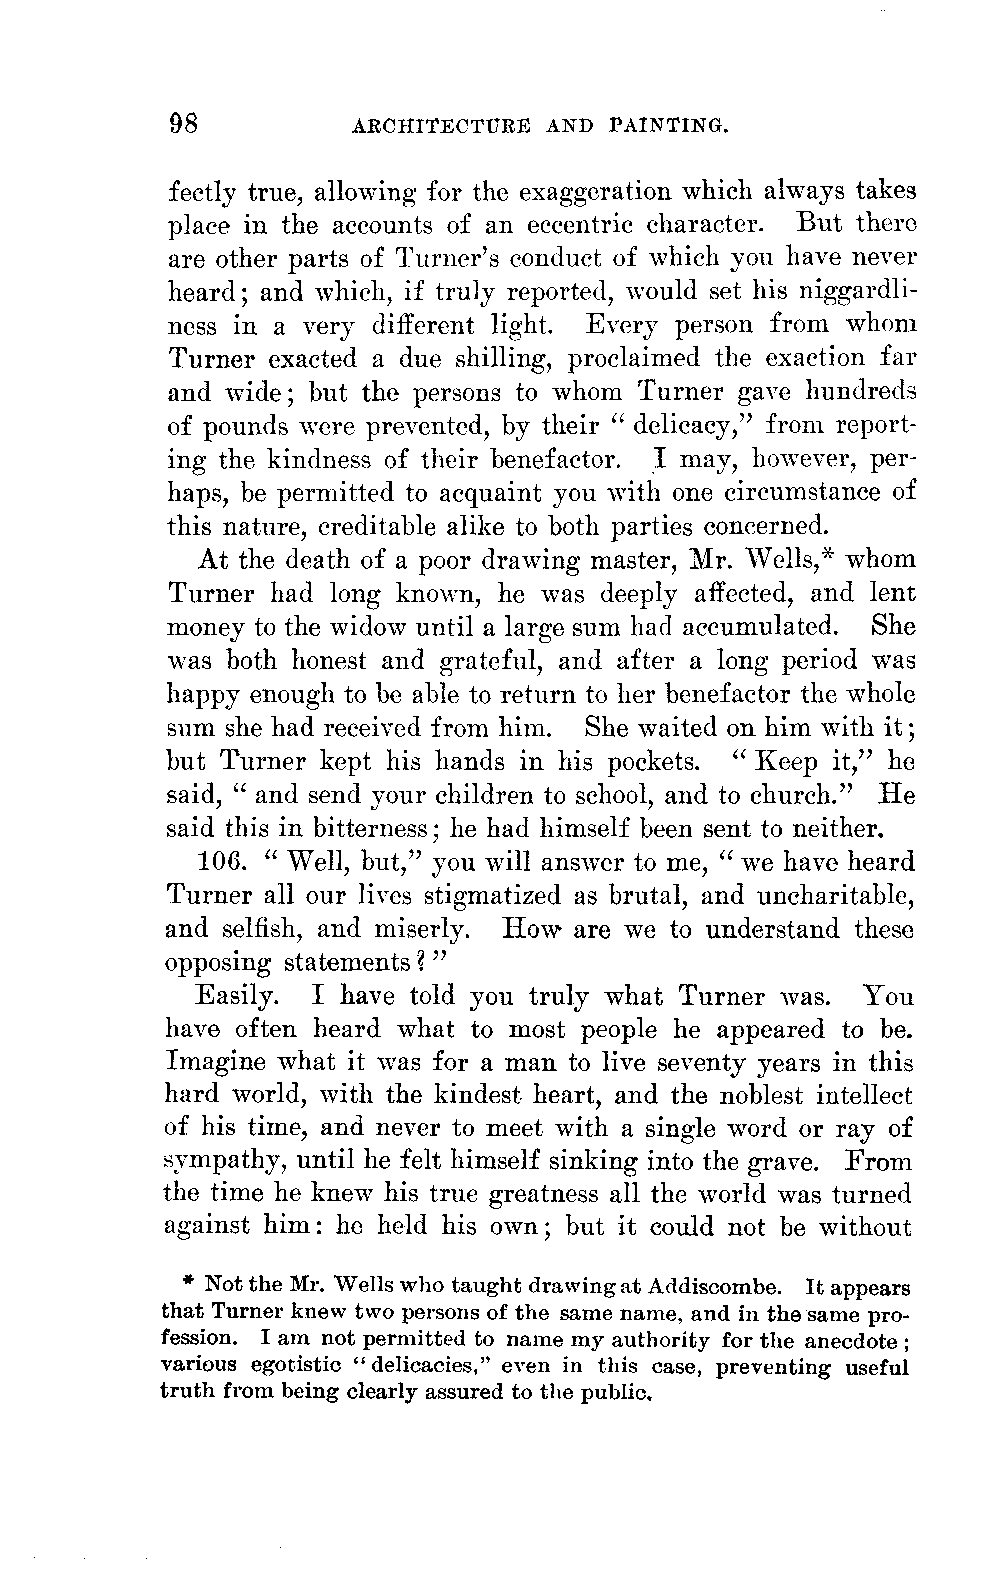 98 ARCHITECTURE AND PAINTING.
fectly true, allowing for the exaggeration which always takes
place in the accounts of an eccentric character. But there
are other parts of Turner's conduct of which you have never
heard; and which, if truly reported, would set his niggardli-
ness in a very different light. Every person from whom
Turner exacted a due shilling, proclaimed the exaction far
and wide; but the persons to whom Turner gave hundreds
of pounds were prevented, by their “ delicacy,” from report-
ing the kindness of their benefactor. I may, however, per-
haps, be permitted to acquaint you with one circumstance of
this nature, creditable alike to both parties concerned.
At the death of a poor drawing master, Mr. Wells,* whom
Turner had long known, he was deeply affected, and lent
money to the widow until a large sum had accumulated. She
was both honest and grateful, and after a long period was
happy enough to be able to return to her benefactor the whole
sum she had received from him. She waited on him with it;
but Turner kept his hands in his pockets. “ Keep it,” he
said, “ and send your children to school, and to church.” He
said this in bitterness; he had himself been sent to neither.
106. “ Well, but,” you will answer to me, “ we have heard
Turner all our lives stigmatized as brutal, and uncharitable,
and selfish, and miserly. How are we to understand these
opposing statements?”
Easily. I have told you truly what Turner was. You
have often heard what to most people he appeared to be.
Imagine what it was for a man to live seventy years in this
hard world, with the kindest heart, and the noblest intellect
of his time, and never to meet with a single word or ray of
sympathy, until he felt himself sinking into the grave. From
the time he knew his true greatness all the world was turned
against him: he held his own; but it could not be without
* Not the Mr. Wells who taught drawing at Addiscombe. It appears
that Turner knew two persons of the same name, and in the same pro-
fession. I am not permitted to name my authority for the anecdote;
various egotistic “ delicacies,” even in this case, preventing useful
truth from being clearly assured to the public.